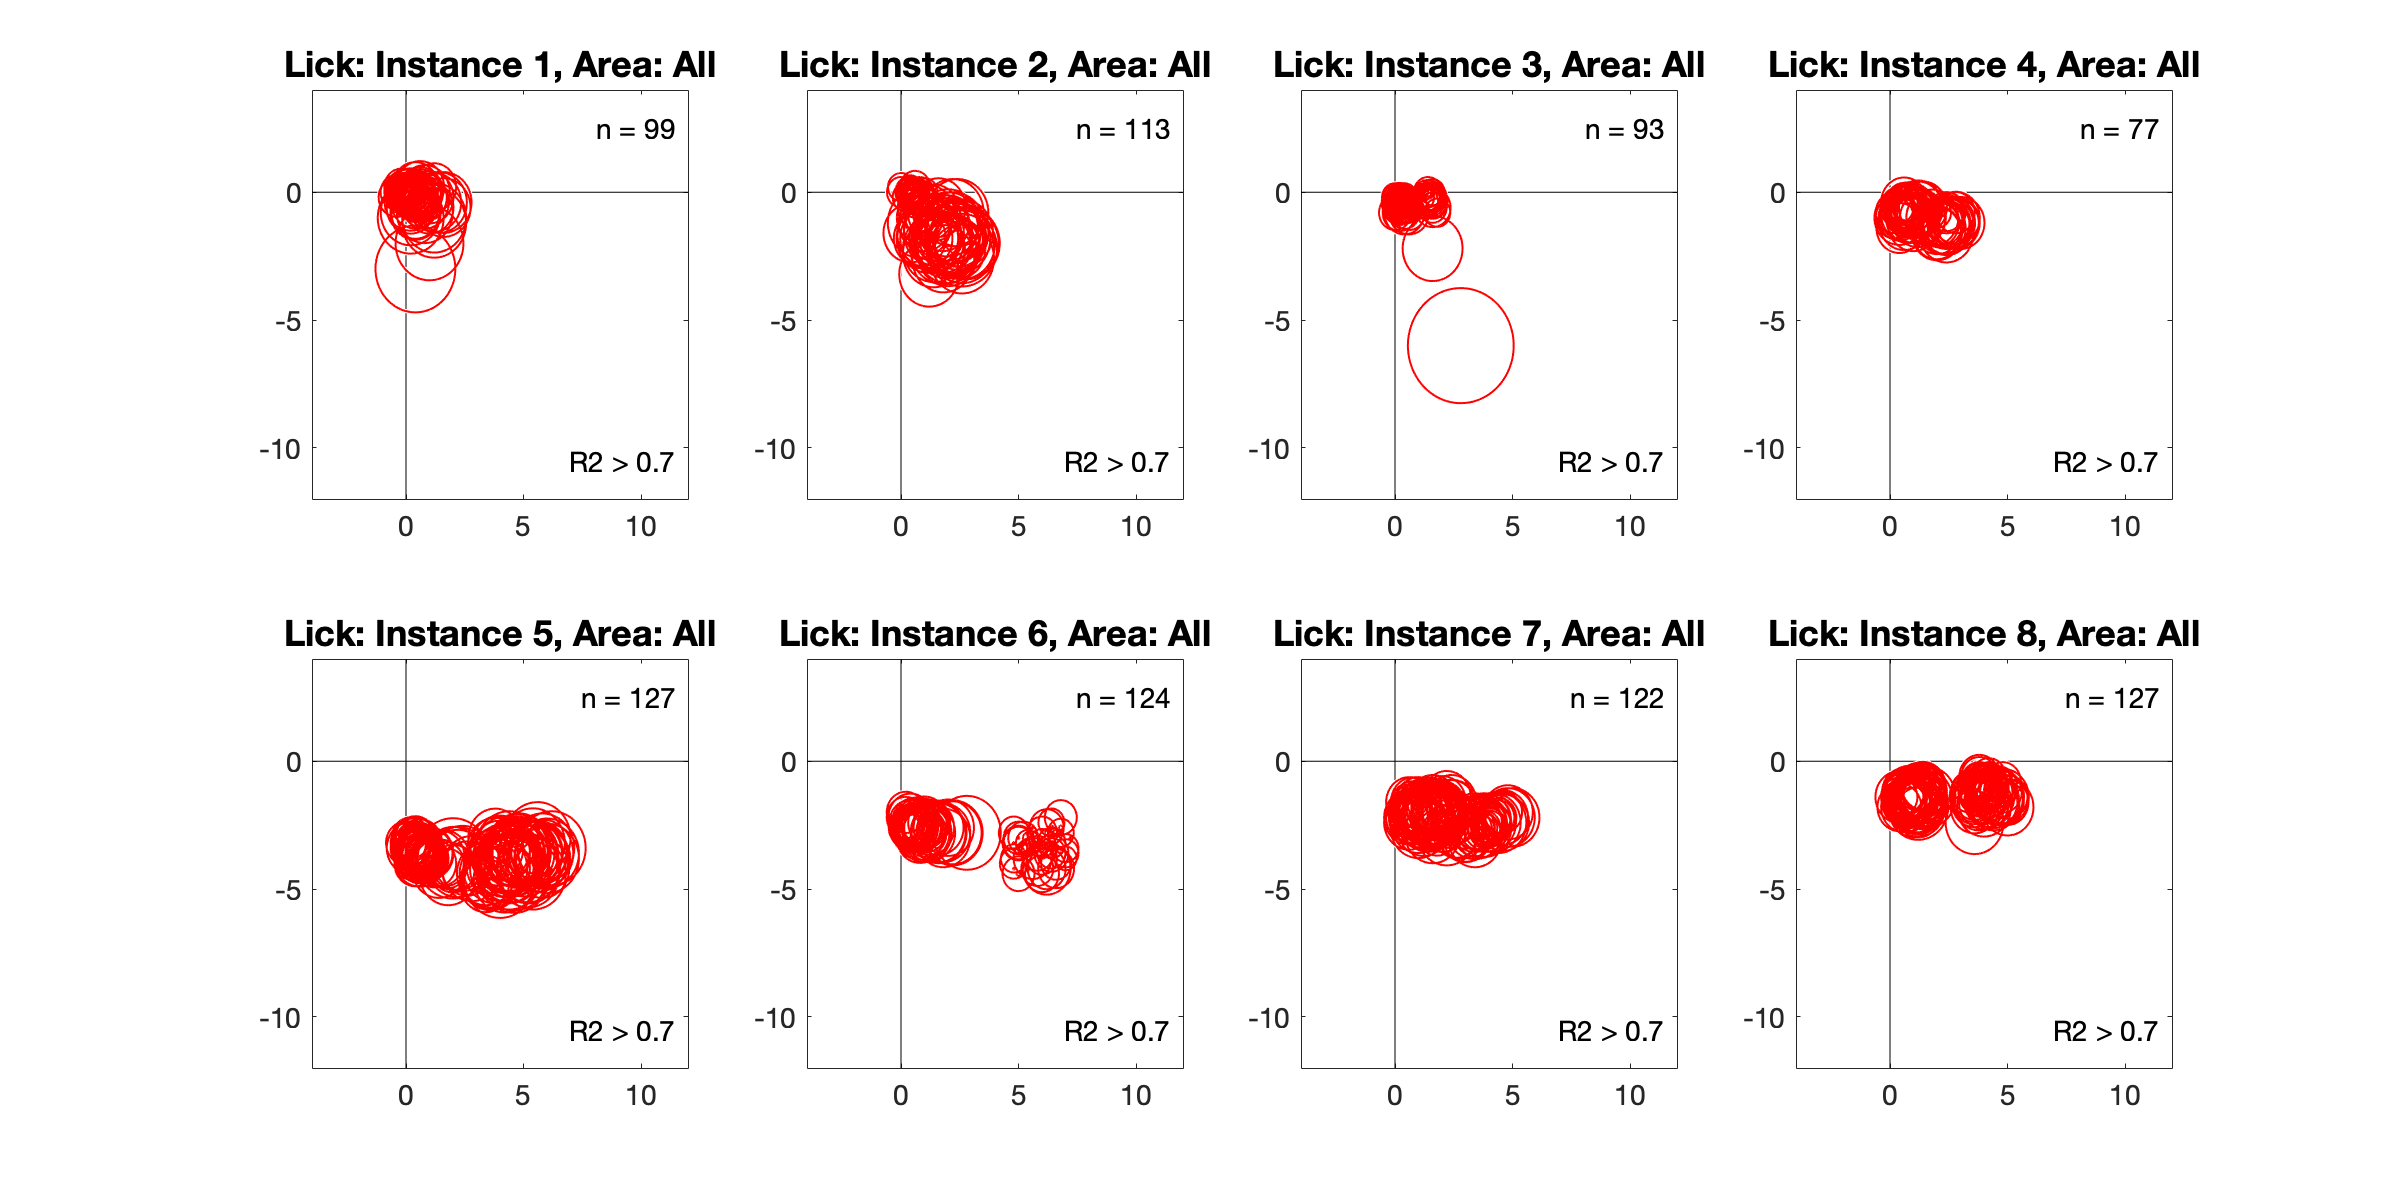 Lick: Instance 1, Area: All
n = 99
0
-5
-10
R2 > 0.7
0 5 10
Lick: Instance 2, Area: All
n = 113
0
-5
-10
R2 > 0.7
0 5 10
Lick: Instance 3, Area: All
n = 93
0
-5
-10
R2 > 0.7
0 5 10
Lick: Instance 4, Area: All
n = 77
0
-5
-10
R2 > 0.7
0 5 10
Lick: Instance 5, Area: All
n = 127
0
-5
-10
R2 > 0.7
0 5 10
Lick: Instance 6, Area: All
n = 124
0
-5
-10
R2 > 0.7
0 5 10
Lick: Instance 7, Area: All
n = 122
0
-5
-10
R2 > 0.7
0 5 10
Lick: Instance 8, Area: All
n = 127
0
-5
-10
R2 > 0.7
0 5 10